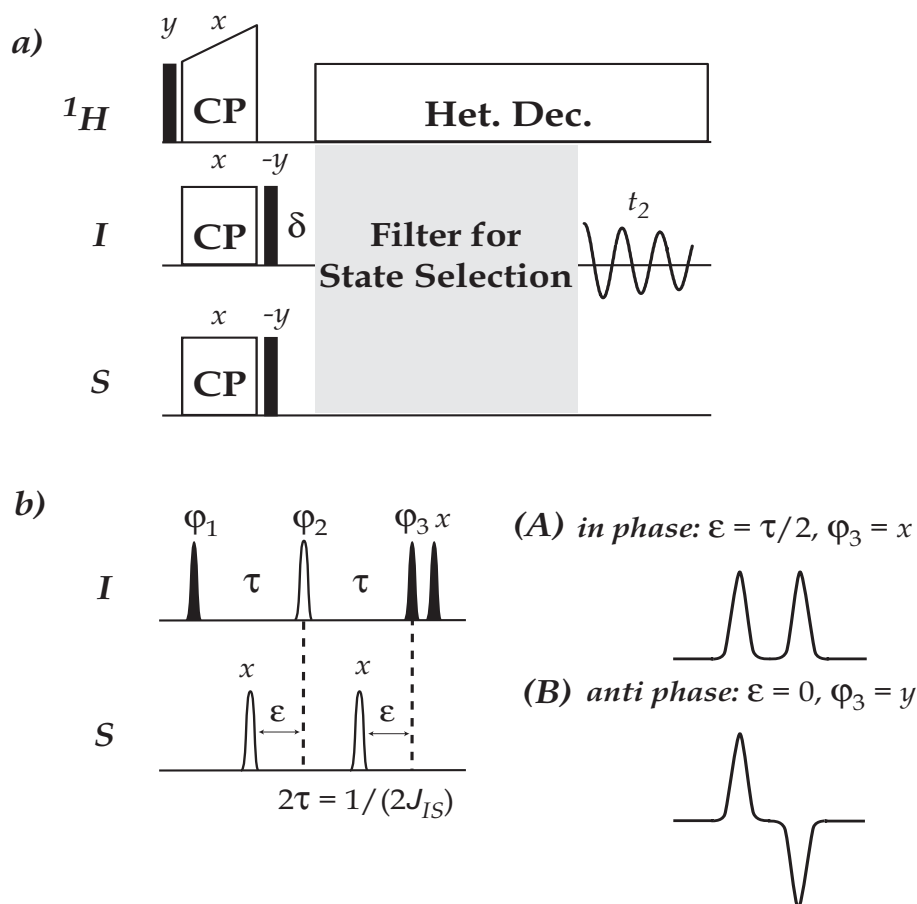 a)
y x
¹H CP Het. Dec.
x -y
I CP δ Filter for State Selection t₂
x -y
S CP
b)
φ₁ φ₂ φ₃ x
I τ τ
x x
S ε ε
2τ = 1/(2J_IS)
(A) in phase: ε = τ/2, φ₃ = x
(B) anti phase: ε = 0, φ₃ = y